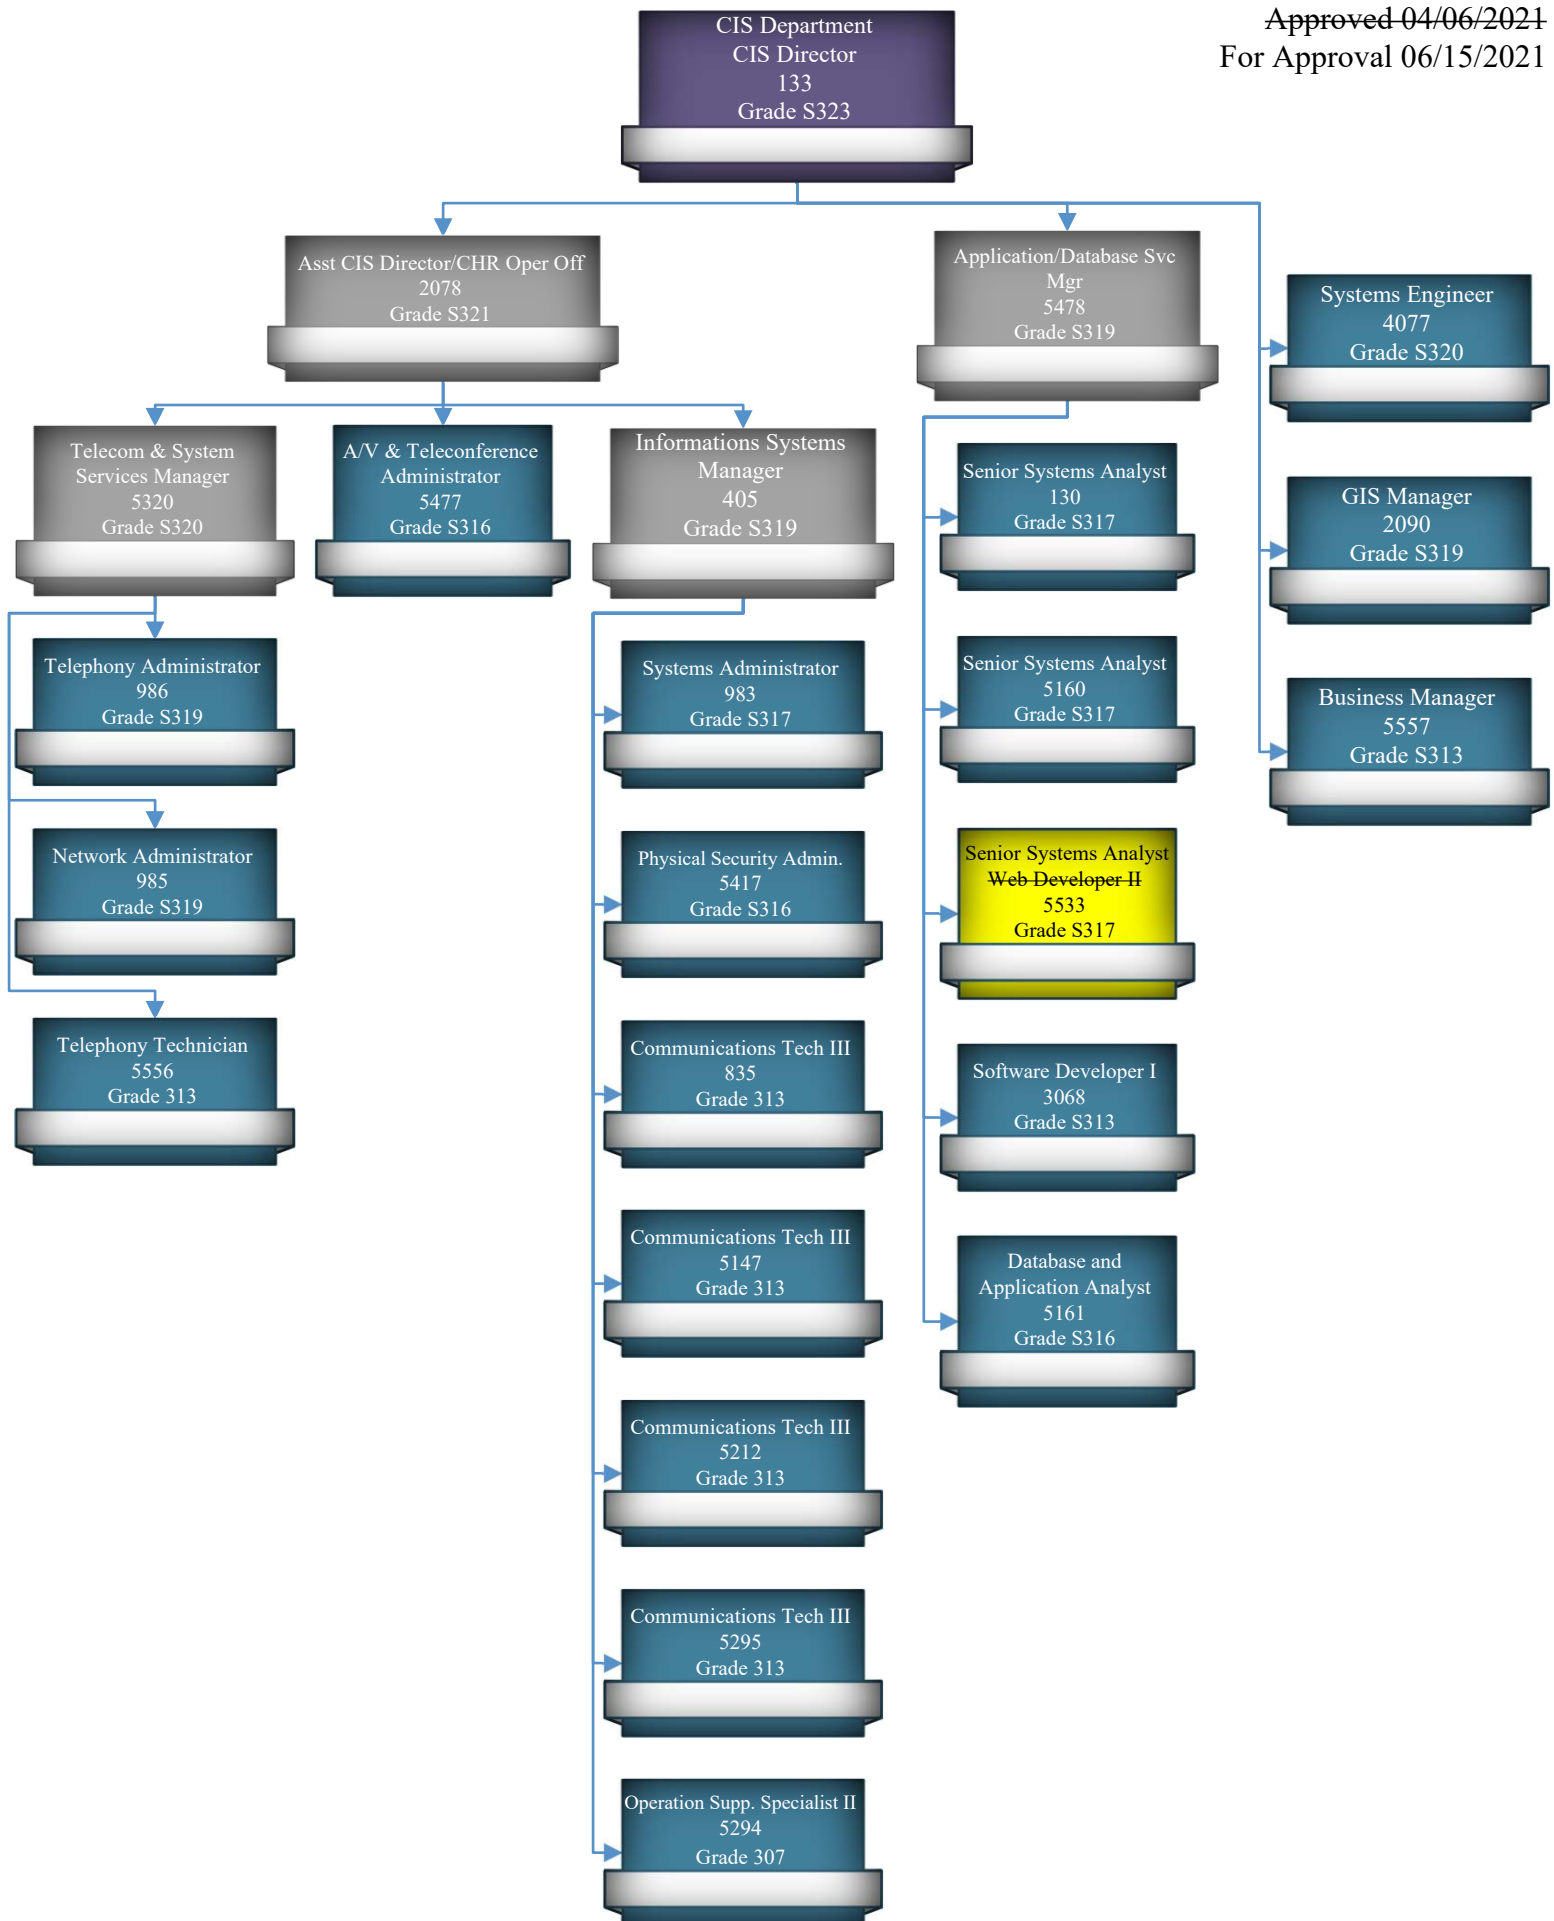 Approved 04/06/2021
For Approval 06/15/2021
CIS Department
CIS Director
133
Grade S323
Asst CIS Director/CHR Oper Off
2078
Grade S321
Application/Database Svc
Mgr
5478
Grade S319
Systems Engineer
4077
Grade S320
GIS Manager
2090
Grade S319
Business Manager
5557
Grade S313
Telecom & System
Services Manager
5320
Grade S320
A/V & Teleconference
Administrator
5477
Grade S316
Informations Systems
Manager
405
Grade S319
Telephony Administrator
986
Grade S319
Network Administrator
985
Grade S319
Telephony Technician
5556
Grade 313
Systems Administrator
983
Grade S317
Physical Security Admin.
5417
Grade S316
Communications Tech III
835
Grade 313
Communications Tech III
5147
Grade 313
Communications Tech III
5212
Grade 313
Communications Tech III
5295
Grade 313
Operation Supp. Specialist II
5294
Grade 307
Senior Systems Analyst
130
Grade S317
Senior Systems Analyst
5160
Grade S317
Senior Systems Analyst
Web Developer II
5533
Grade S317
Software Developer I
3068
Grade S313
Database and
Application Analyst
5161
Grade S316